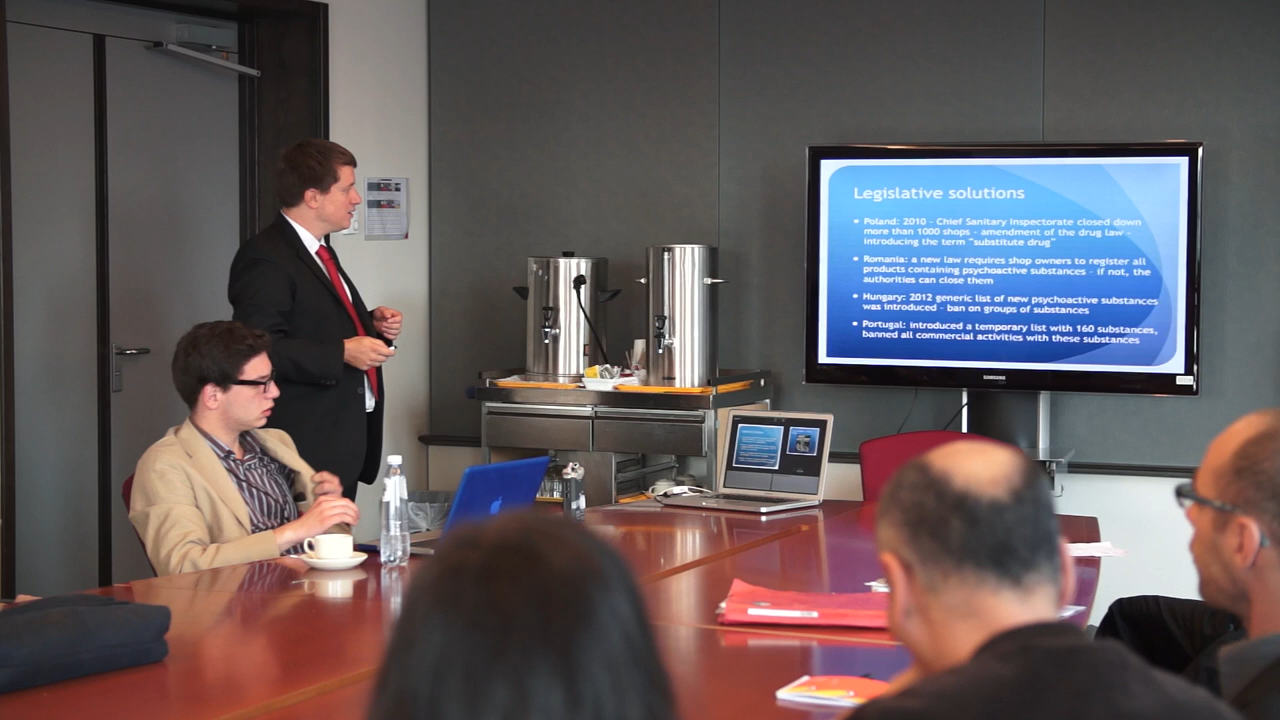 Legislative solutions
• Poland: 2010 - Chief Sanitary Inspectorate closed down
more than 1000 shops - amendment of the drug law -
introducing the term "substitute drug"
• Romania: a new law requires shop owners to register all
products containing psychoactive substances - if not, the
authorities can close them
• Hungary: 2012 generic list of new psychoactive substances
was introduced - ban on groups of substances
• Portugal: introduced a temporary list with 160 substances,
banned all commercial activities with these substances
SAMSUNG